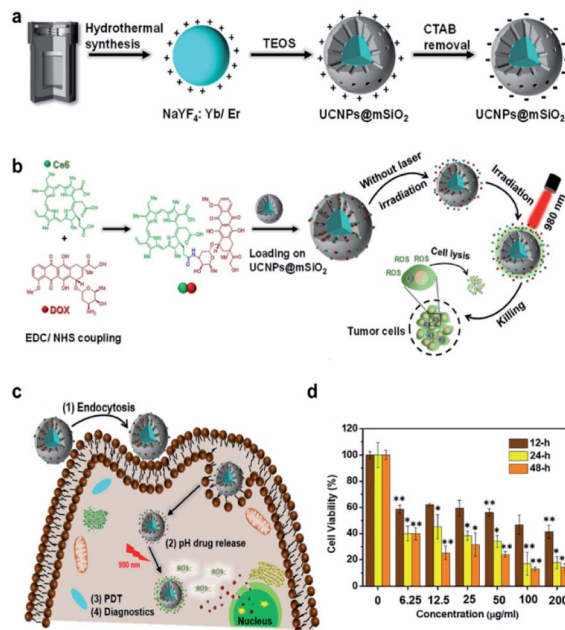 a
Hydrothermal
synthesis
TEOS
CTAB
removal
NaYF4: Yb/ Er
UCNPs@mSiO2
UCNPs@mSiO2
b
Ce6
+
DOX
EDC/ NHS coupling
Loading on
UCNPs@mSiO2
Without laser
irradiation
Irradiation
980 nm
ROS
ROS ROS
ROS
Cell lysis
Killing
Tumor cells
c
(1) Endocytosis
(2) pH drug release
980 nm
ROS
ROS
ROS
(3) PDT
(4) Diagnostics
Nucleus
d
Cell Viability (%)
120
100
80
60
40
20
0
12-h
24-h
48-h
** * ** * ** * * ** * ** * ** ** * *
0 6.25 12.5 25 50 100 200
Concentration (µg/ml)